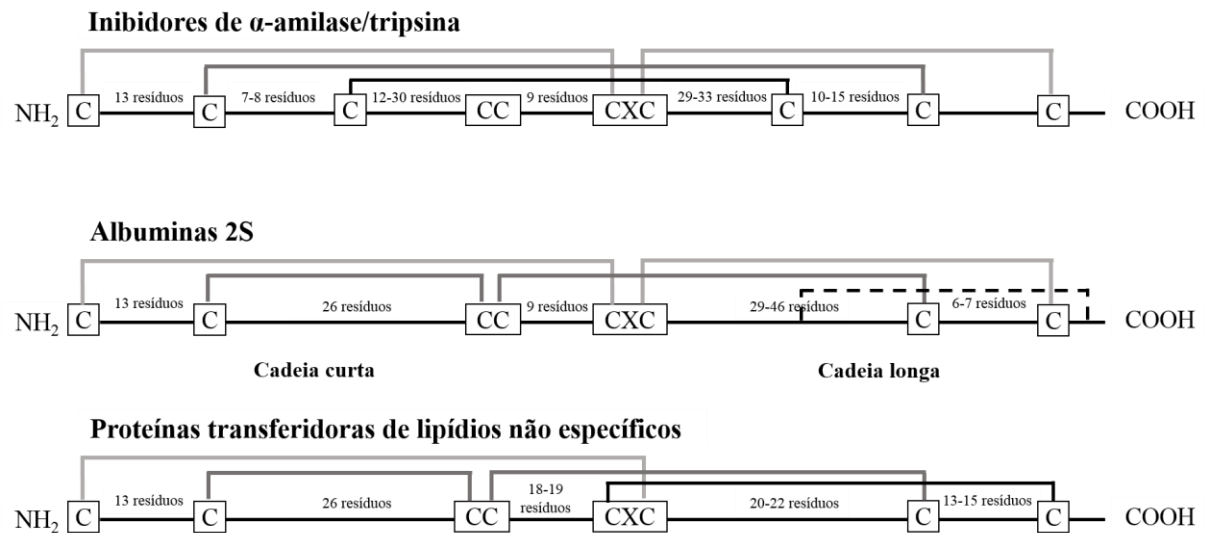 Inibidores de α-amilase/tripsina
NH2 C 13 resíduos C 7-8 resíduos C 12-30 resíduos CC 9 resíduos CXC 29-33 resíduos C 10-15 resíduos C C COOH
Albuminas 2S
NH2 C 13 resíduos C 26 resíduos CC 9 resíduos CXC 29-46 resíduos C 6-7 resíduos C COOH
Cadeia curta Cadeia longa
Proteínas transferidoras de lipídios não específicos
NH2 C 13 resíduos C 26 resíduos CC 18-19 resíduos CXC 20-22 resíduos C 13-15 resíduos C COOH